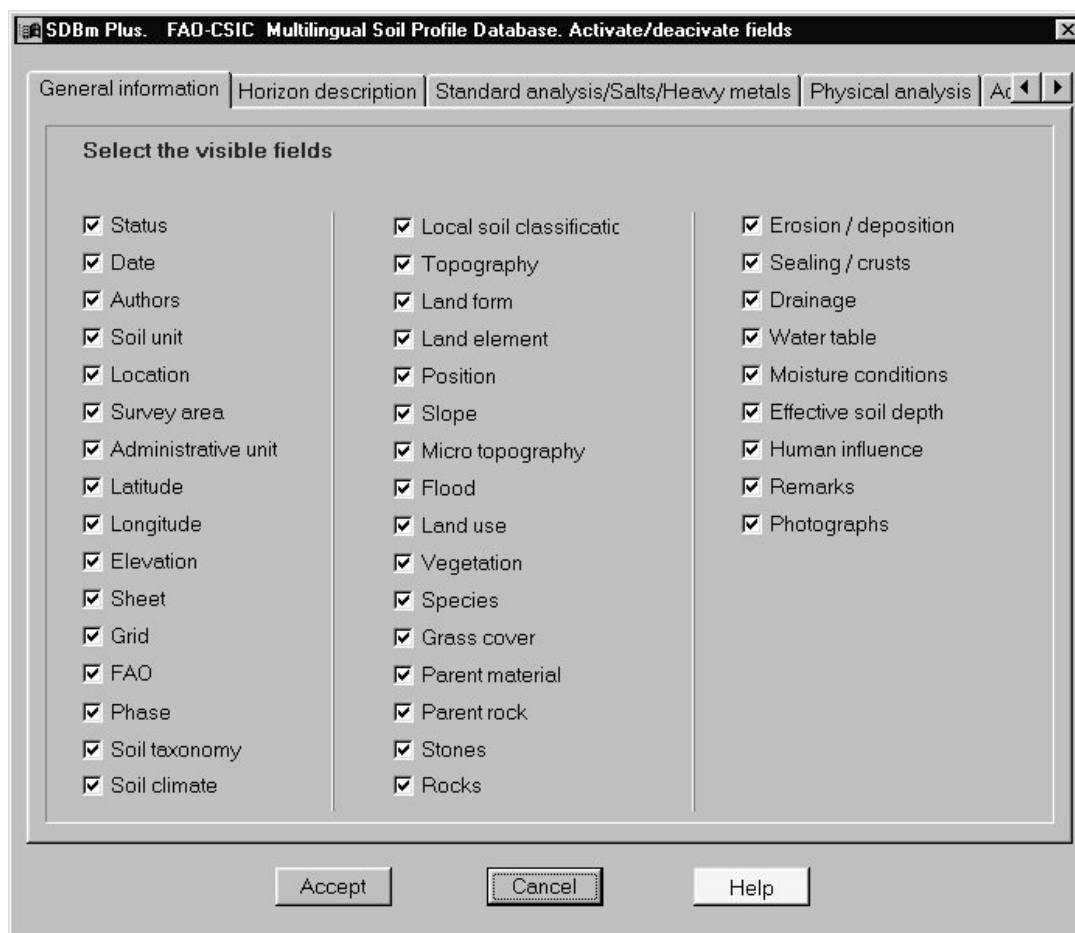 SDBm Plus. FAO-CSIC Multilingual Soil Profile Database. Activate/deacivate fields
General information Horizon description Standard analysis/Salts/Heavy metals Physical analysis
Select the visible fields
Status
Date
Authors
Soil unit
Location
Survey area
Administrative unit
Latitude
Longitude
Elevation
Sheet
Grid
FAO
Phase
Soil taxonomy
Soil climate
Local soil classificatic
Topography
Land form
Land element
Position
Slope
Micro topography
Flood
Land use
Vegetation
Species
Grass cover
Parent material
Parent rock
Stones
Rocks
Erosion / deposition
Sealing / crusts
Drainage
Water table
Moisture conditions
Effective soil depth
Human influence
Remarks
Photographs
Accept Cancel Help